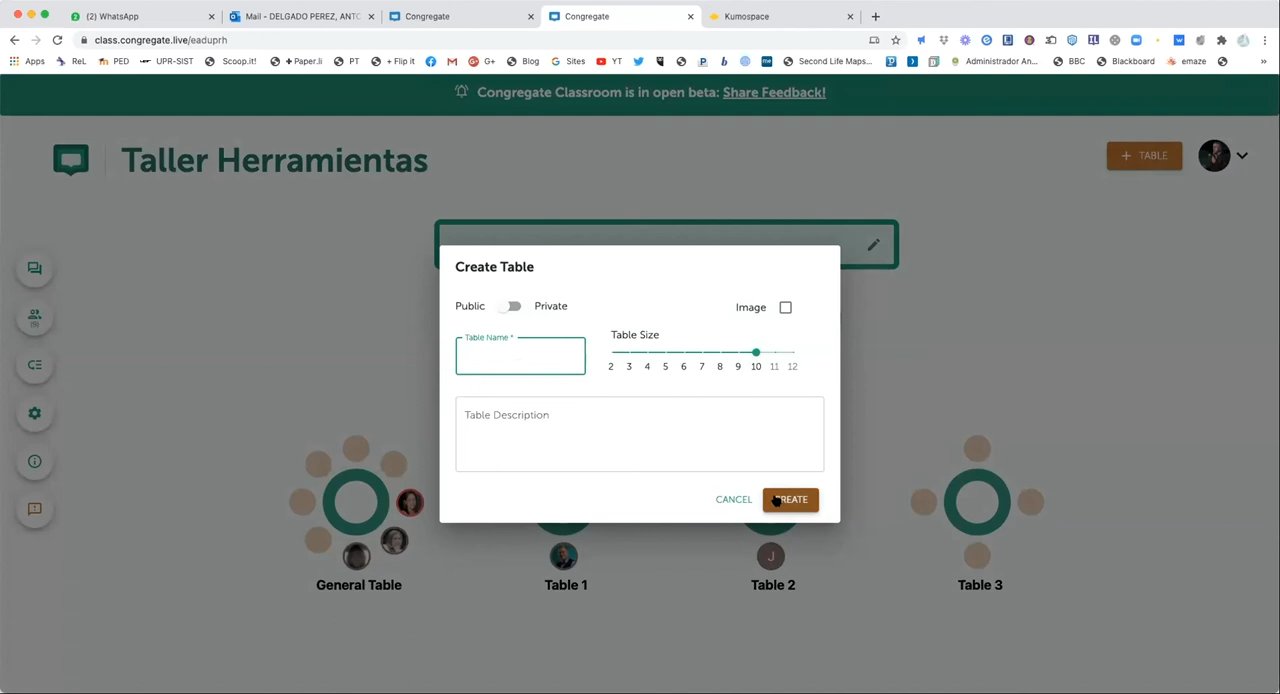 (2) WhatsApp
Mail - DELGADO PEREZ, ANTO
Congregate
Congregate
Kumospace
class.congregate.live/eaduprh
Apps
ReL
PED
UPR-SIST
Scoop.it!
+ Paper.li
PT
+ Flip it
G+
Blog
Sites
YT
Second Life Maps...
Administrador An...
BBC
Blackboard
emaze
»
Congregate Classroom is in open beta: Share Feedback!
Taller Herramientas
+ TABLE
Create Table
Public
Private
Image
Table Name *
Table Size
2 3 4 5 6 7 8 9 10 11 12
Table Description
CANCEL
CREATE
(9)
J
General Table
Table 1
Table 2
Table 3